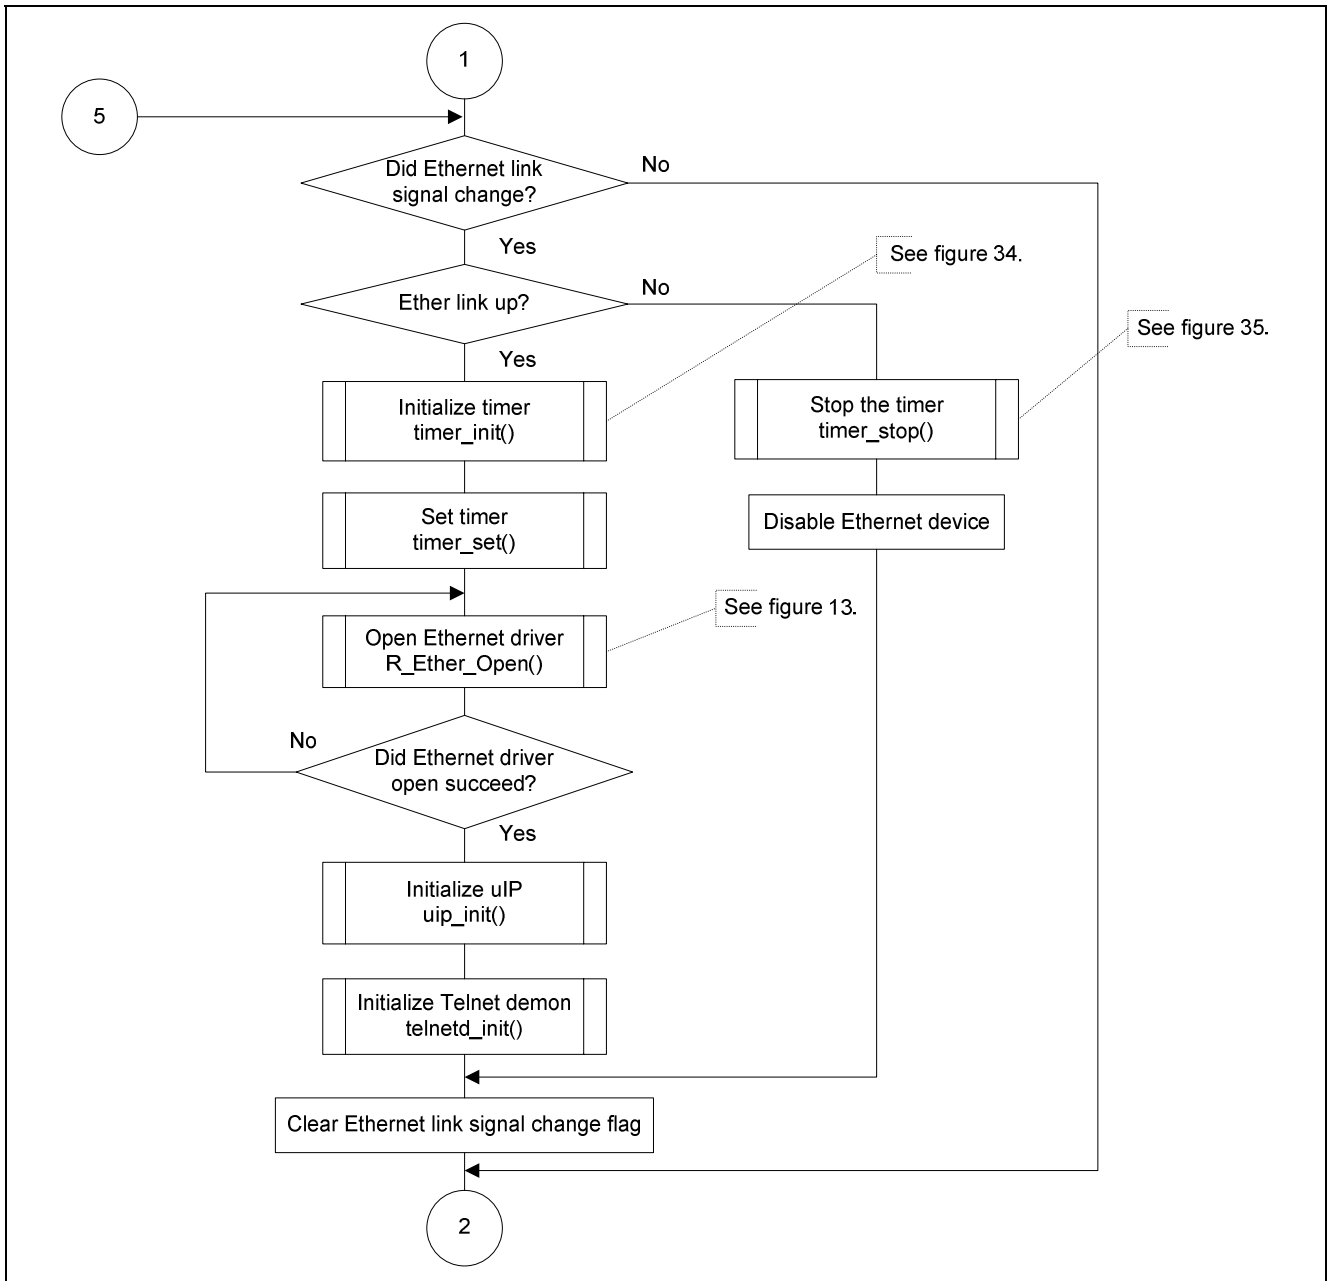 1
5
Did Ethernet link
signal change?
No
Yes
See figure 34.
Ether link up?
No
See figure 35.
Yes
Initialize timer
timer_init()
Stop the timer
timer_stop()
Set timer
timer_set()
Disable Ethernet device
See figure 13.
Open Ethernet driver
R_Ether_Open()
No
Did Ethernet driver
open succeed?
Yes
Initialize uIP
uip_init()
Initialize Telnet demon
telnetd_init()
Clear Ethernet link signal change flag
2